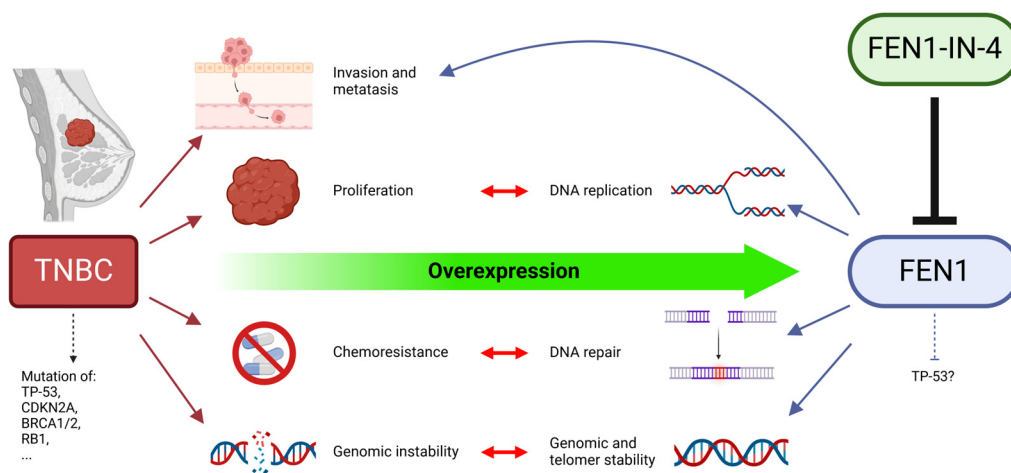 FEN1-IN-4
Invasion and
metatasis
Proliferation
DNA replication
TNBC
Overexpression
FEN1
Chemoresistance
DNA repair
Mutation of:
TP-53,
CDKN2A,
BRCA1/2,
RB1,
...
TP-53?
Genomic instability
Genomic and
telomer stability